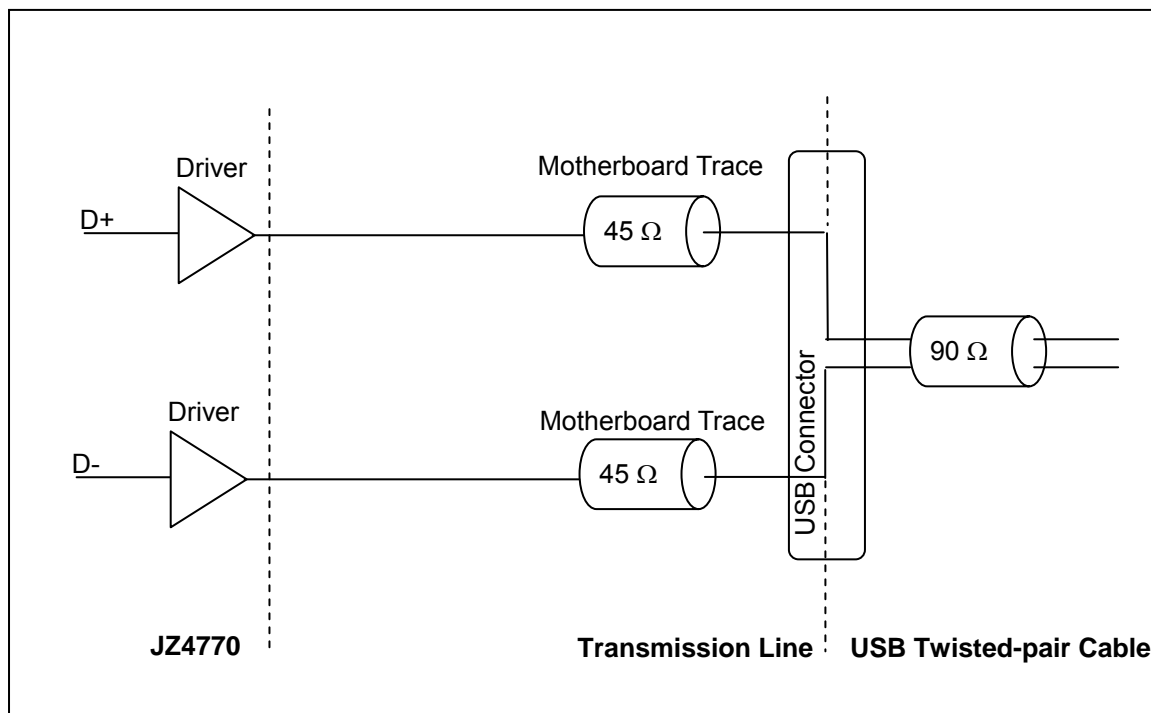 Driver
Motherboard Trace
D+
45 Ω
90 Ω
USB Connector
Driver
Motherboard Trace
D-
45 Ω
JZ4770
Transmission Line
USB Twisted-pair Cable